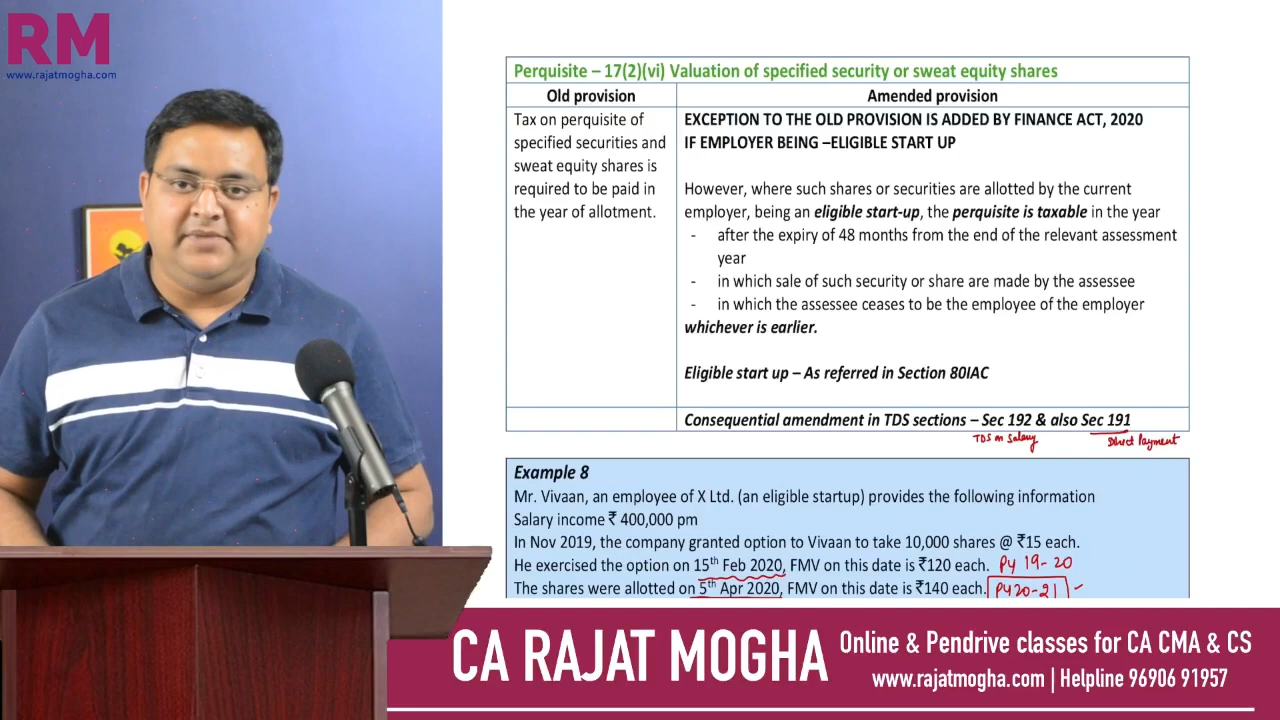 RM
www.rajatmogha.com
Perquisite – 17(2)(vi) Valuation of specified security or sweat equity shares
Old provision
Amended provision
Tax on perquisite of
specified securities and
sweat equity shares is
required to be paid in
the year of allotment.
EXCEPTION TO THE OLD PROVISION IS ADDED BY FINANCE ACT, 2020
IF EMPLOYER BEING –ELIGIBLE START UP
However, where such shares or securities are allotted by the current
employer, being an eligible start-up, the perquisite is taxable in the year
- after the expiry of 48 months from the end of the relevant assessment
year
- in which sale of such security or share are made by the assessee
- in which the assessee ceases to be the employee of the employer
whichever is earlier.
Eligible start up – As referred in Section 80IAC
Consequential amendment in TDS sections – Sec 192 & also Sec 191
TDS on Salary
Direct Payment
Example 8
Mr. Vivaan, an employee of X Ltd. (an eligible startup) provides the following information
Salary income ₹ 400,000 pm
In Nov 2019, the company granted option to Vivaan to take 10,000 shares @ ₹15 each.
He exercised the option on 15th Feb 2020, FMV on this date is ₹120 each. PY 19-20
The shares were allotted on 5th Apr 2020, FMV on this date is ₹140 each. PY 20-21
CA RAJAT MOGHA
Online & Pendrive classes for CA CMA & CS
www.rajatmogha.com | Helpline 96906 91957